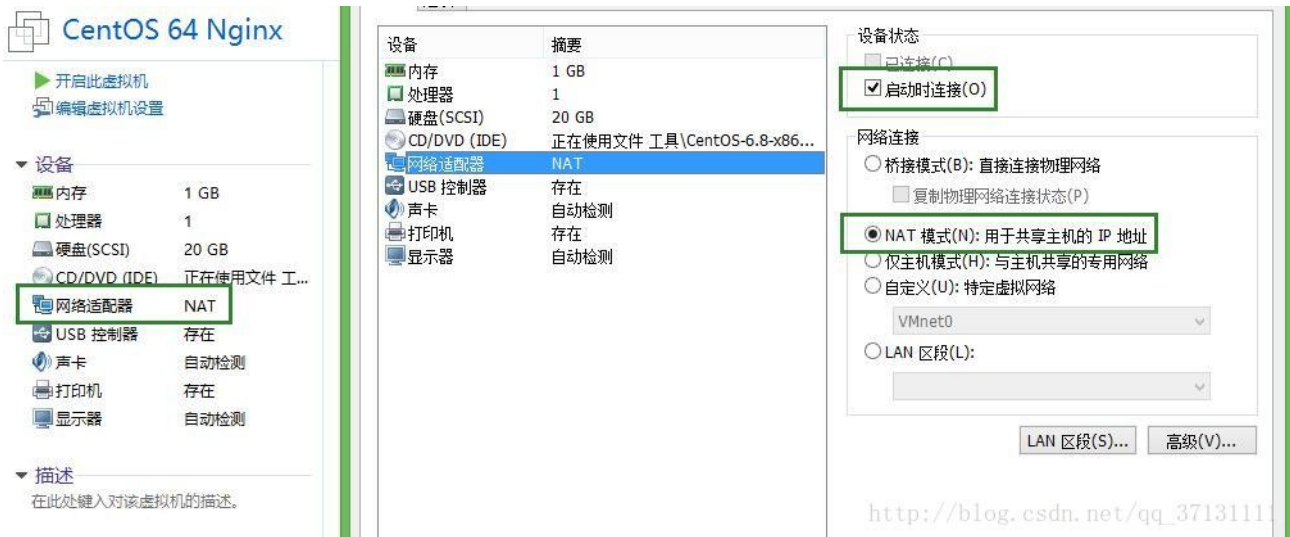 CentOS 64 Nginx
开启此虚拟机
编辑虚拟机设置
设备
内存 1 GB
处理器 1
硬盘(SCSI) 20 GB
CD/DVD (IDE) 正在使用文件 工...
网络适配器 NAT
USB 控制器 存在
声卡 自动检测
打印机 存在
显示器 自动检测
描述
在此处键入对该虚拟机的描述。
设备 摘要
内存 1 GB
处理器 1
硬盘(SCSI) 20 GB
CD/DVD (IDE) 正在使用文件 工具\CentOS-6.8-x86...
网络适配器 NAT
USB 控制器 存在
声卡 自动检测
打印机 存在
显示器 自动检测
设备状态
已连接(C)
启动时连接(O)
网络连接
桥接模式(B): 直接连接物理网络
复制物理网络连接状态(P)
NAT 模式(N): 用于共享主机的 IP 地址
仅主机模式(H): 与主机共享的专用网络
自定义(U): 特定虚拟网络
VMnet0
LAN 区段(L):
LAN 区段(S)... 高级(V)...
http://blog.csdn.net/qq_37131111